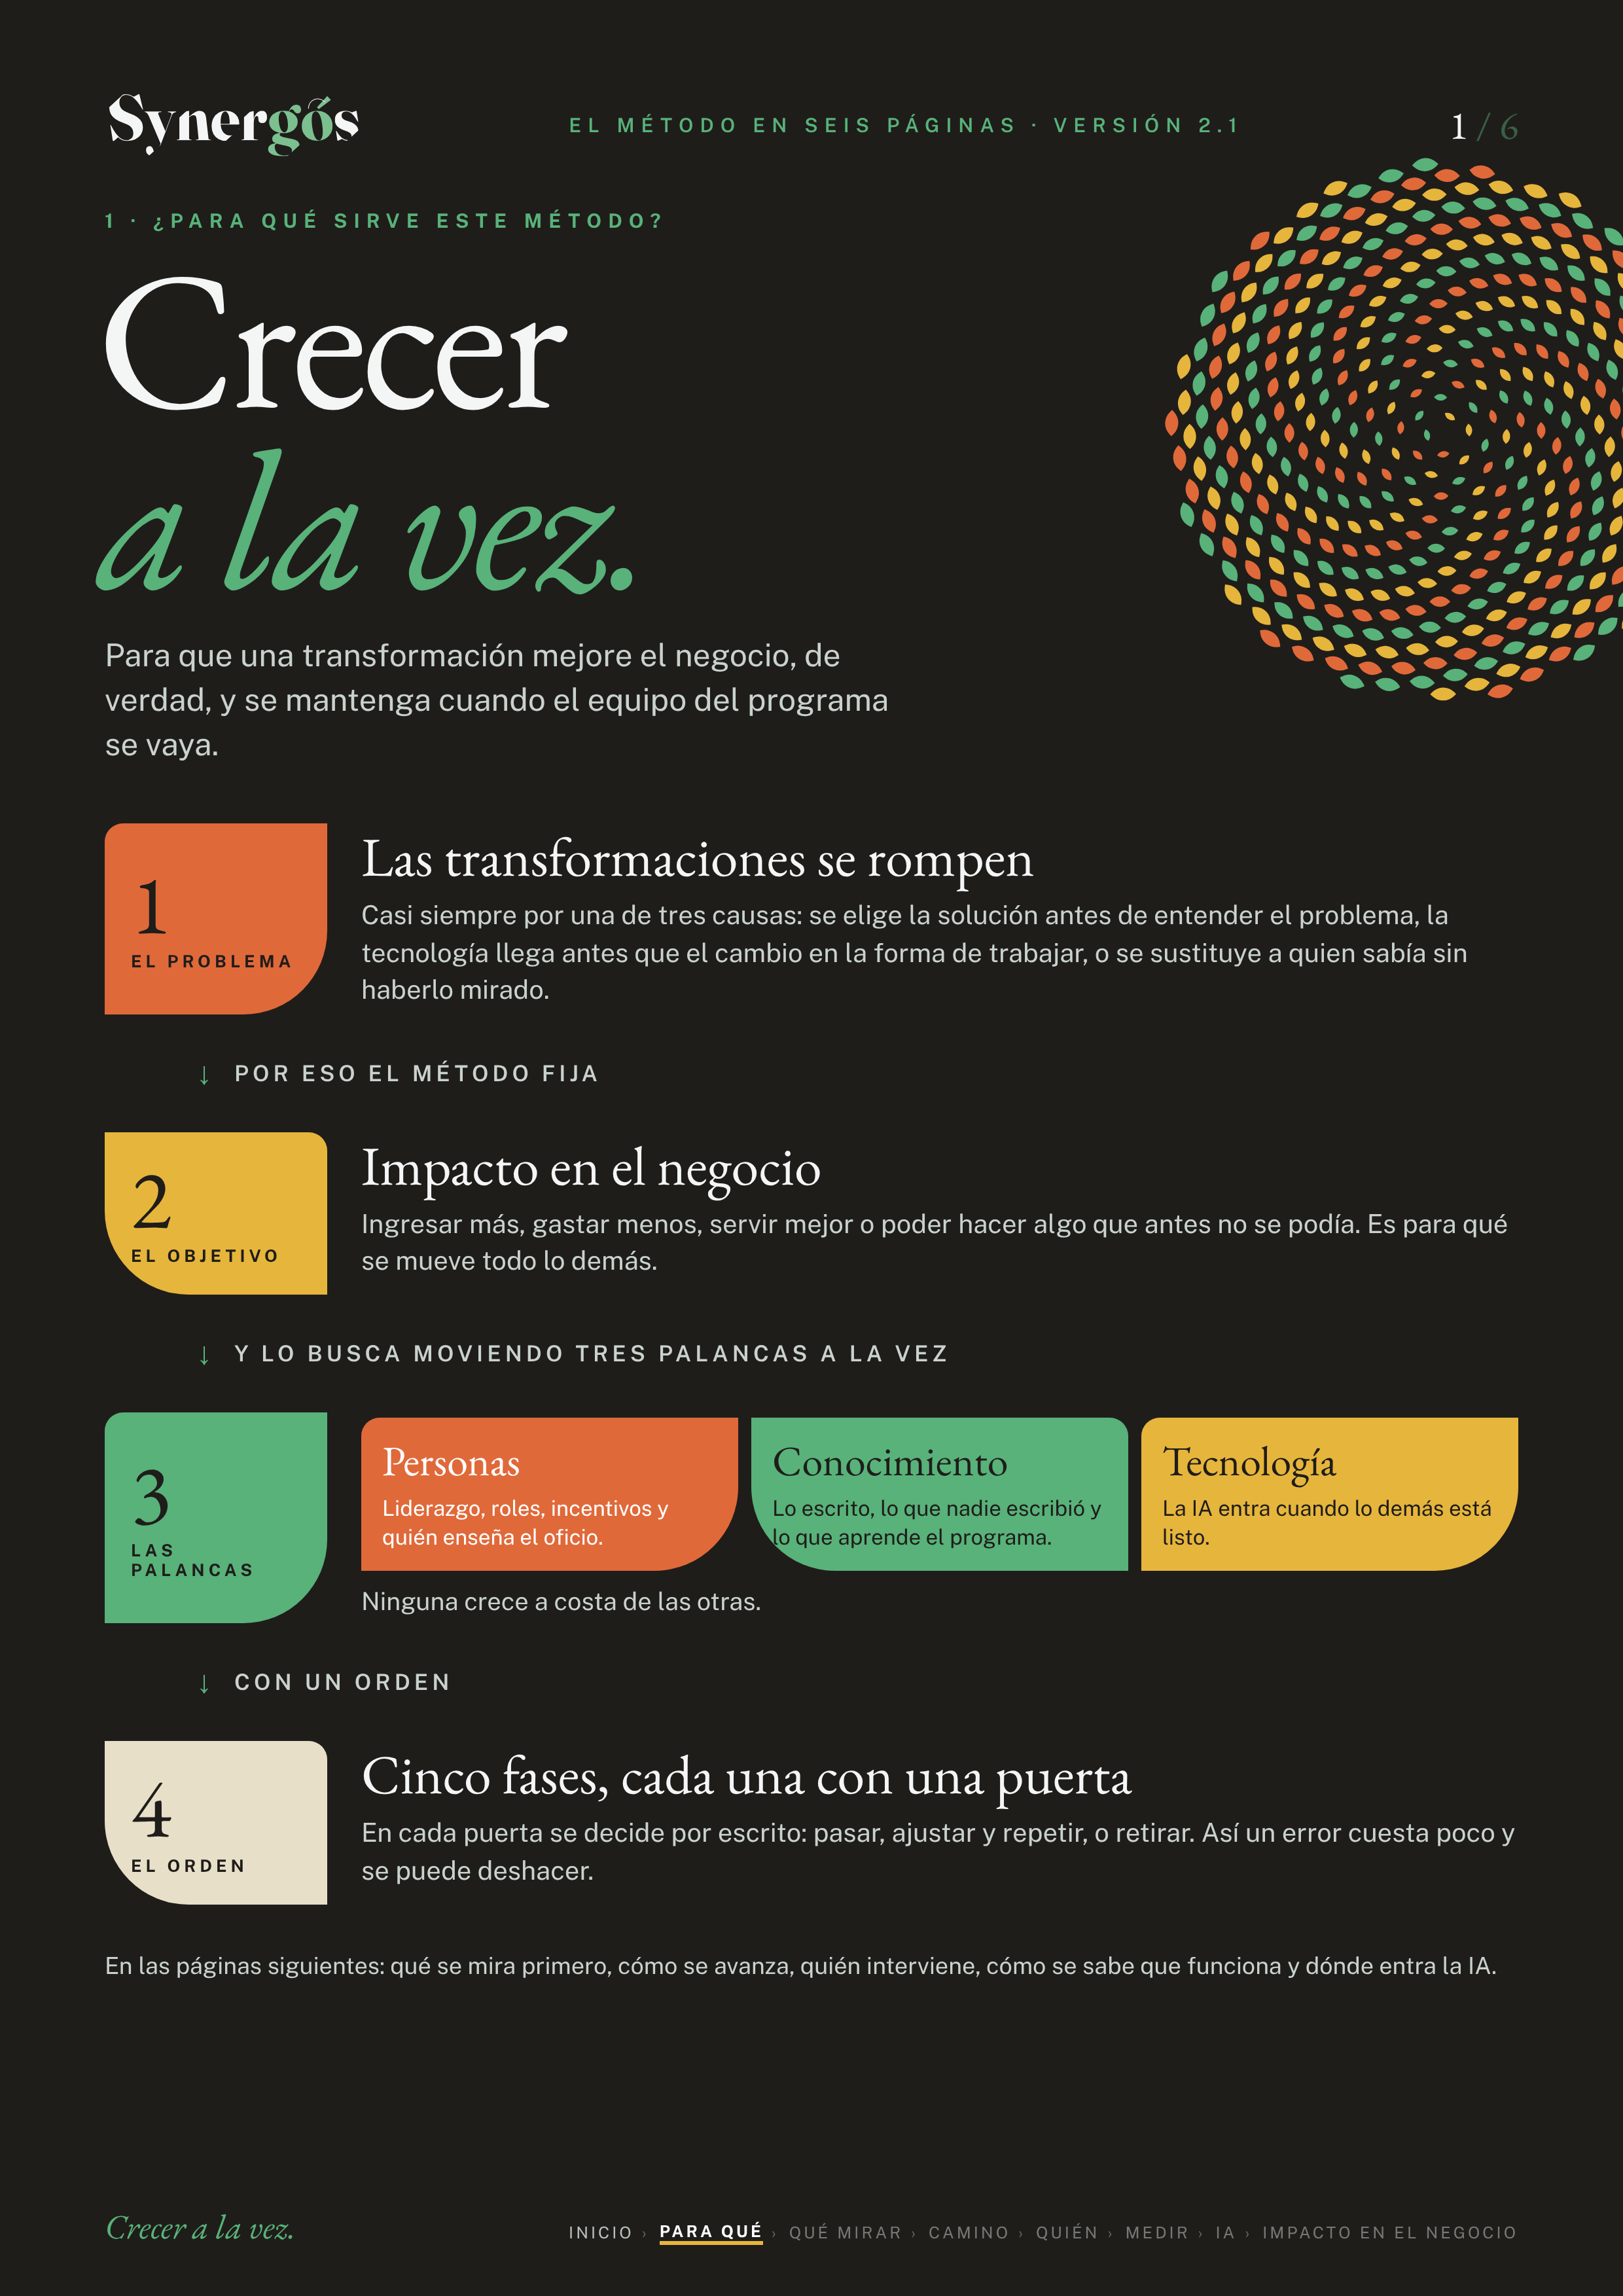 Synergós
EL MÉTODO EN SEIS PÁGINAS · VERSIÓN 2.1
1 / 6
1 · ¿PARA QUÉ SIRVE ESTE MÉTODO?
Crecer
a la vez.
Para que una transformación mejore el negocio, de
verdad, y se mantenga cuando el equipo del programa
se vaya.
1
EL PROBLEMA
Las transformaciones se rompen
Casi siempre por una de tres causas: se elige la solución antes de entender el problema, la
tecnología llega antes que el cambio en la forma de trabajar, o se sustituye a quien sabía sin
haberlo mirado.
↓ POR ESO EL MÉTODO FIJA
2
EL OBJETIVO
Impacto en el negocio
Ingresar más, gastar menos, servir mejor o poder hacer algo que antes no se podía. Es para qué
se mueve todo lo demás.
↓ Y LO BUSCA MOVIENDO TRES PALANCAS A LA VEZ
3
LAS
PALANCAS
Personas
Liderazgo, roles, incentivos y
quién enseña el oficio.
Conocimiento
Lo escrito, lo que nadie escribió y
lo que aprende el programa.
Tecnología
La IA entra cuando lo demás está
listo.
Ninguna crece a costa de las otras.
↓ CON UN ORDEN
4
EL ORDEN
Cinco fases, cada una con una puerta
En cada puerta se decide por escrito: pasar, ajustar y repetir, o retirar. Así un error cuesta poco y
se puede deshacer.
En las páginas siguientes: qué se mira primero, cómo se avanza, quién interviene, cómo se sabe que funciona y dónde entra la IA.
Crecer a la vez.
INICIO › PARA QUÉ › QUÉ MIRAR › CAMINO › QUIÉN › MEDIR › IA › IMPACTO EN EL NEGOCIO